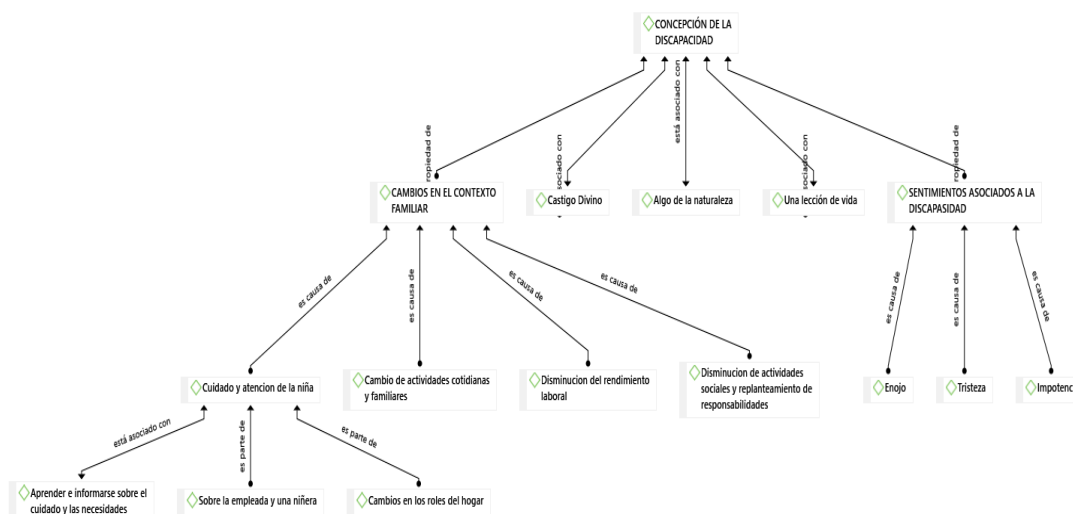 CONCEPCIÓN DE LA
DISCAPACIDAD
está asociado con
ropiedad de
sociado con
sociado con
ropiedad de
CAMBIOS EN EL CONTEXTO
FAMILIAR
Castigo Divino
Algo de la naturaleza
Una lección de vida
SENTIMIENTOS ASOCIADOS A LA
DISCAPASIDAD
es causa de
es causa de
es causa de
es causa de
es causa de
es causa de
es causa de
Cuidado y atencion de la niña
Cambio de actividades cotidianas
y familiares
Disminucion del rendimiento
laboral
Disminucion de actividades
sociales y replanteamiento de
responsabilidades
Enojo
Tristeza
Impotenc
está asociado con
es parte de
es parte de
Aprender e informarse sobre el
cuidado y las necesidades
Sobre la empleada y una niñera
Cambios en los roles del hogar